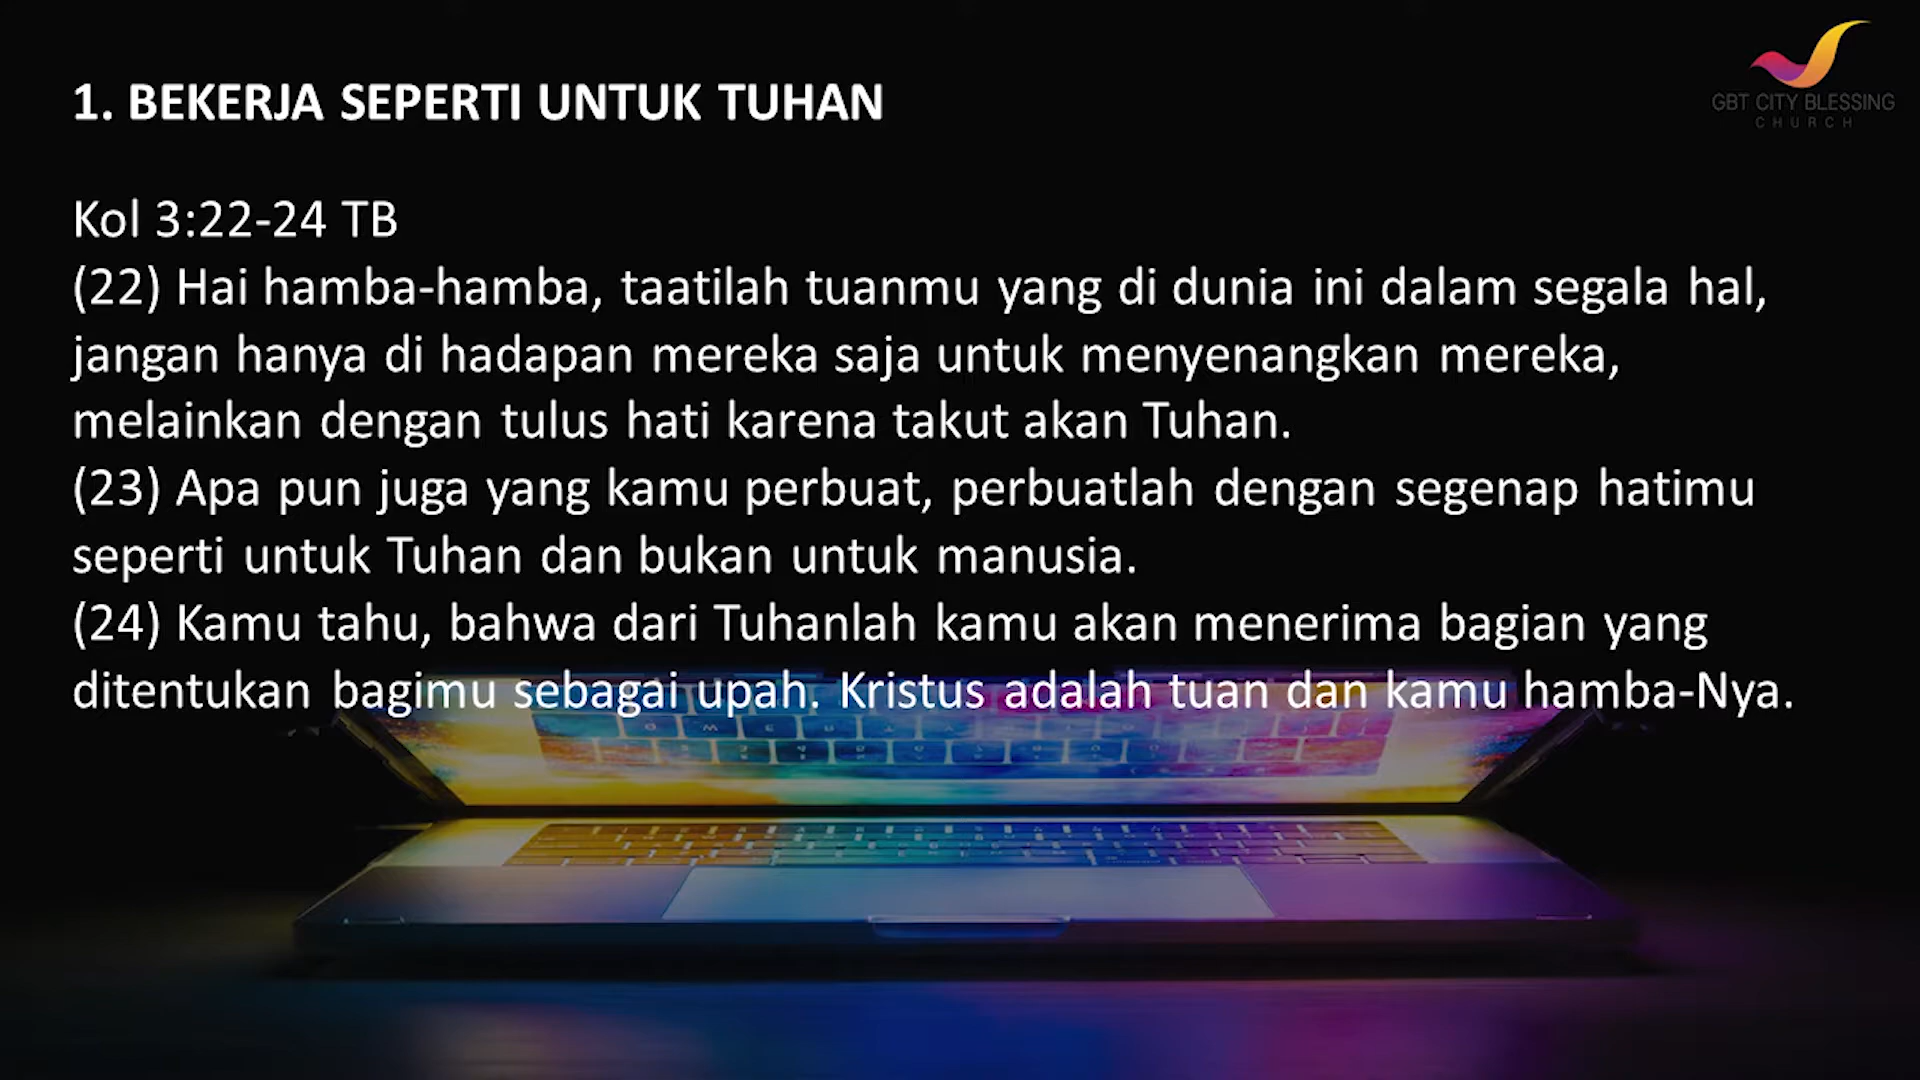 GBT CITY BLESSING
CHURCH
1. BEKERJA SEPERTI UNTUK TUHAN
Kol 3:22-24 TB
(22) Hai hamba-hamba, taatilah tuanmu yang di dunia ini dalam segala hal,
jangan hanya di hadapan mereka saja untuk menyenangkan mereka,
melainkan dengan tulus hati karena takut akan Tuhan.
(23) Apa pun juga yang kamu perbuat, perbuatlah dengan segenap hatimu
seperti untuk Tuhan dan bukan untuk manusia.
(24) Kamu tahu, bahwa dari Tuhanlah kamu akan menerima bagian yang
ditentukan bagimu sebagai upah. Kristus adalah tuan dan kamu hamba-Nya.